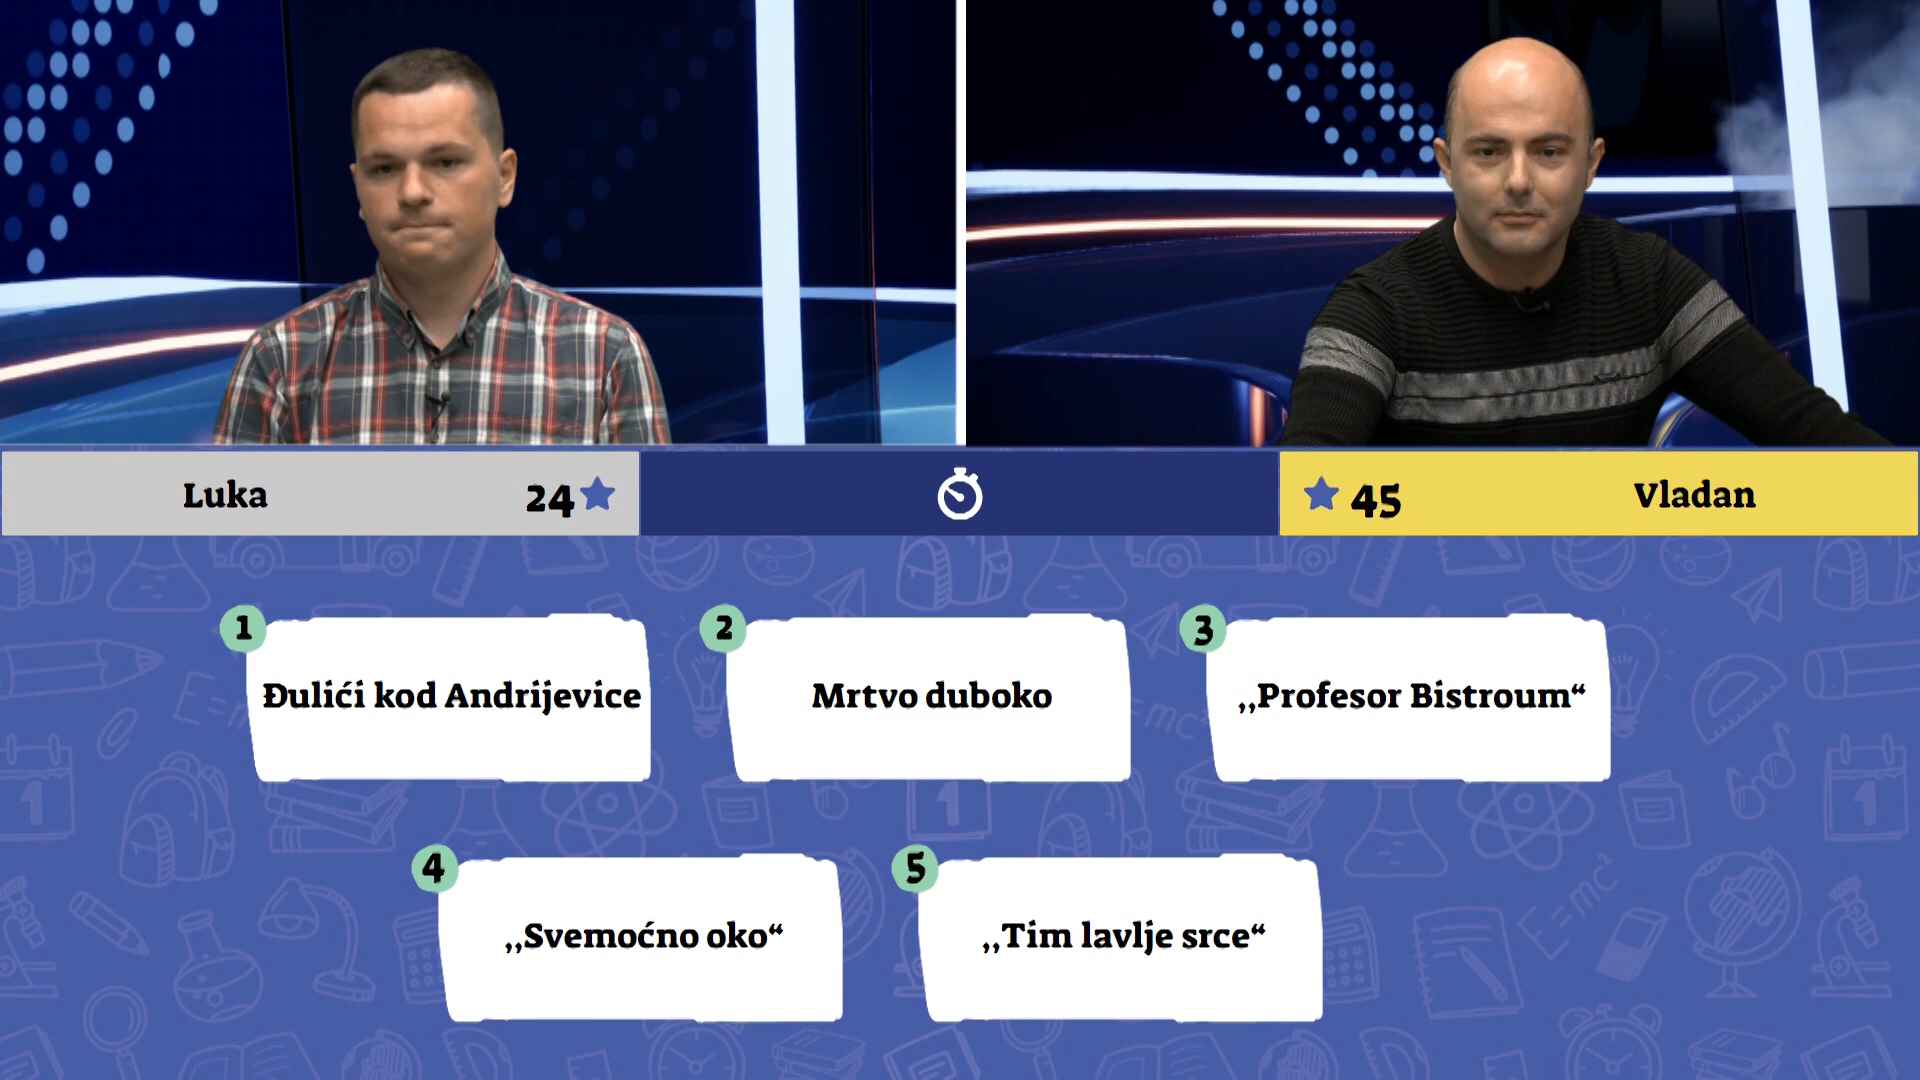 Luka
24
45
Vladan
1
Đulići kod Andrijevice
2
Mrtvo duboko
3
,,Profesor Bistroum“
4
,,Svemoćno oko“
5
,,Tim lavlje srce“